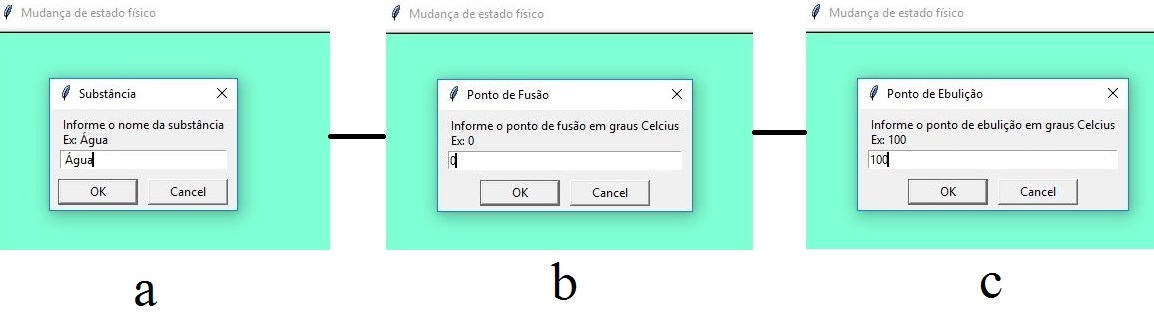 Mudança de estado físico
Substância
Informe o nome da substância
Ex: Água
Água
OK
Cancel
a
Mudança de estado físico
Ponto de Fusão
Informe o ponto de fusão em graus Celcius
Ex: 0
0
OK
Cancel
b
Mudança de estado físico
Ponto de Ebulição
Informe o ponto de ebulição em graus Celcius
Ex: 100
100
OK
Cancel
c